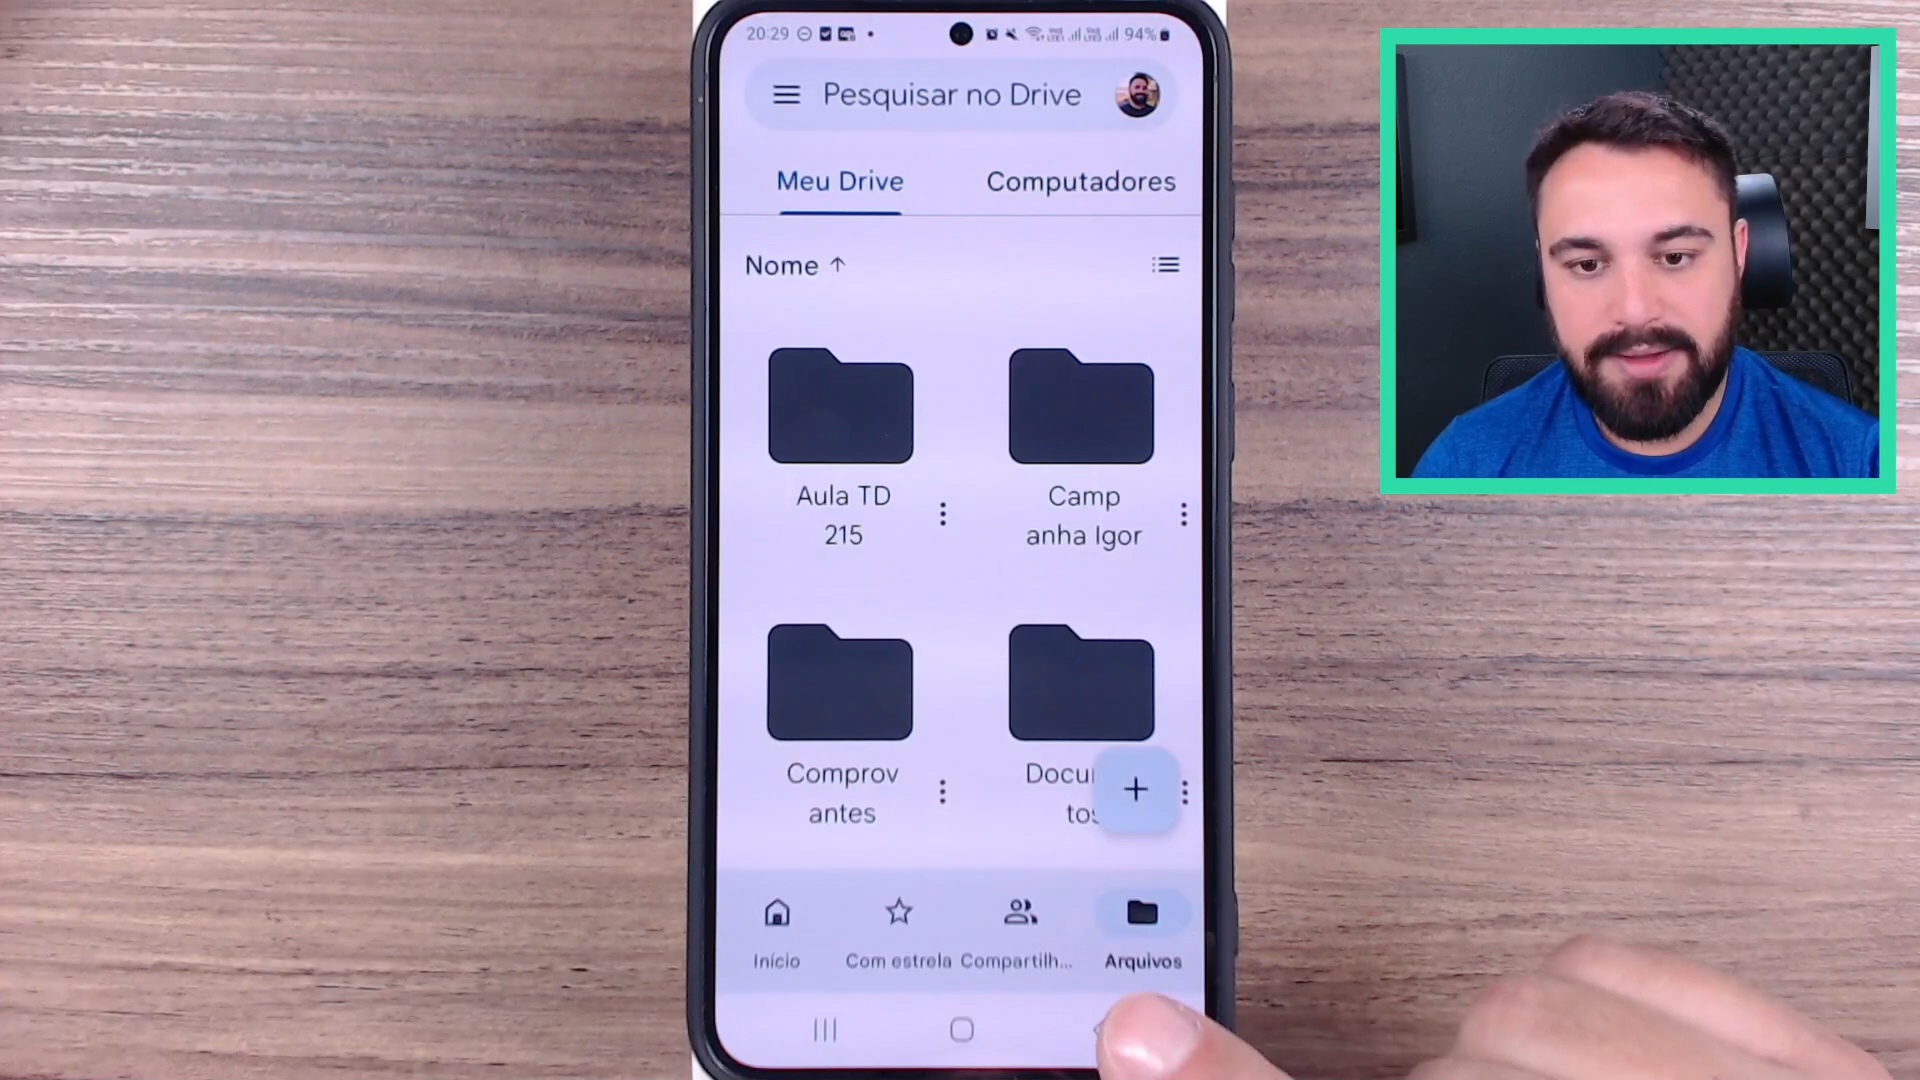 20:29
94%
Pesquisar no Drive
Meu Drive
Computadores
Nome ↑
Aula TD
215
Camp
anha Igor
Comprov
antes
Docu
tos
Início
Com estrela
Compartilh...
Arquivos